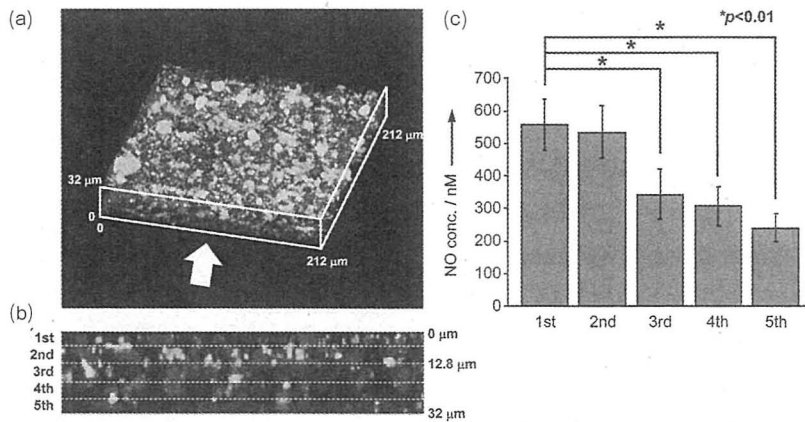 (a)
32 μm
0
0
212 μm
212 μm
(b)
1st
2nd
3rd
4th
5th
0 μm
12.8 μm
32 μm
(c)
*p<0.01
*
*
*
NO conc. / nM
700
600
500
400
300
200
100
0
1st
2nd
3rd
4th
5th